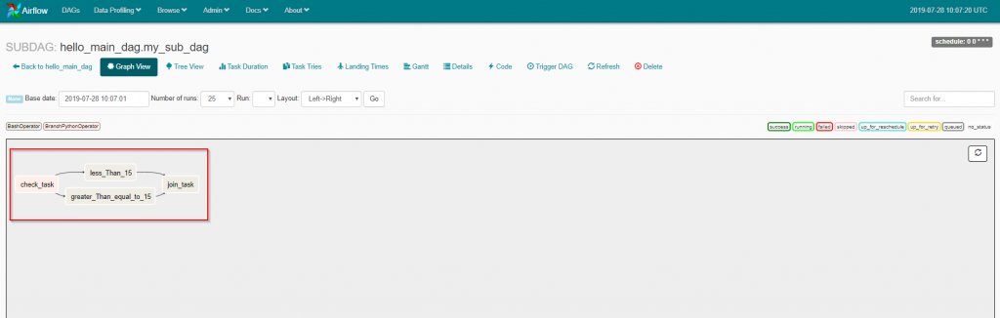 Airflow DAGs Data Profiling Browse Admin Docs About 2019-07-28 10:07:20 UTC
SUBDAG: hello_main_dag.my_sub_dag schedule: 0 0 * * *
Back to hello_main_dag Graph View Tree View Task Duration Task Tries Landing Times Gantt Details Code Trigger DAG Refresh Delete
None Base date: 2019-07-28 10:07:01 Number of runs: 25 Run: Layout: Left->Right Go Search for...
BashOperator BranchPythonOperator success running failed skipped up_for_reschedule up_for_retry queued no_status
less_Than_15
check_task join_task
greater_Than_equal_to_15